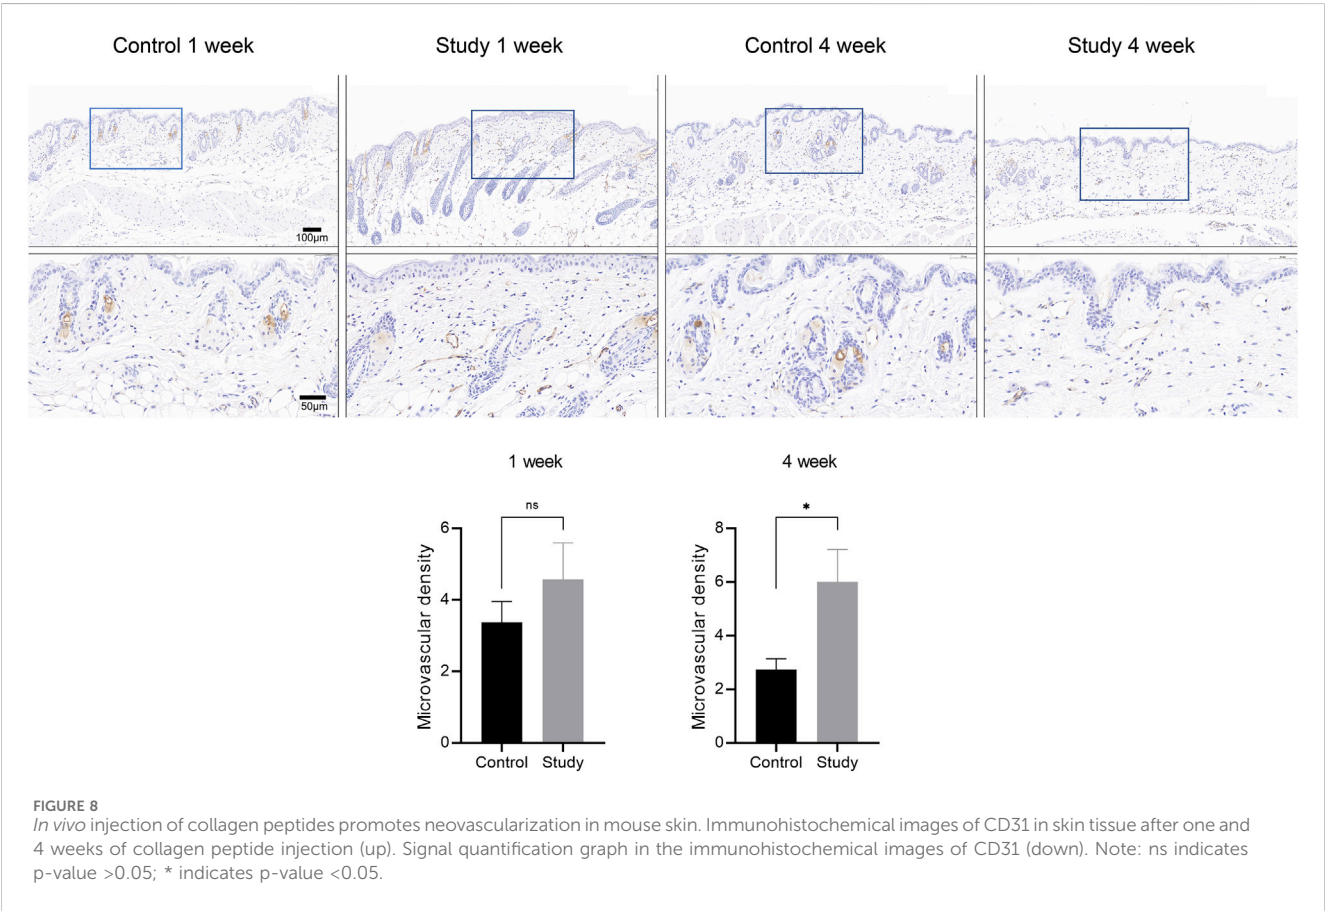 Control 1 week
Study 1 week
Control 4 week
Study 4 week
100µm
50µm
1 week
4 week
ns
*
6
4
2
0
Microvascular density
Control
Study
8
6
4
2
0
Microvascular density
Control
Study
FIGURE 8
In vivo injection of collagen peptides promotes neovascularization in mouse skin. Immunohistochemical images of CD31 in skin tissue after one and
4 weeks of collagen peptide injection (up). Signal quantification graph in the immunohistochemical images of CD31 (down). Note: ns indicates
p-value >0.05; * indicates p-value <0.05.